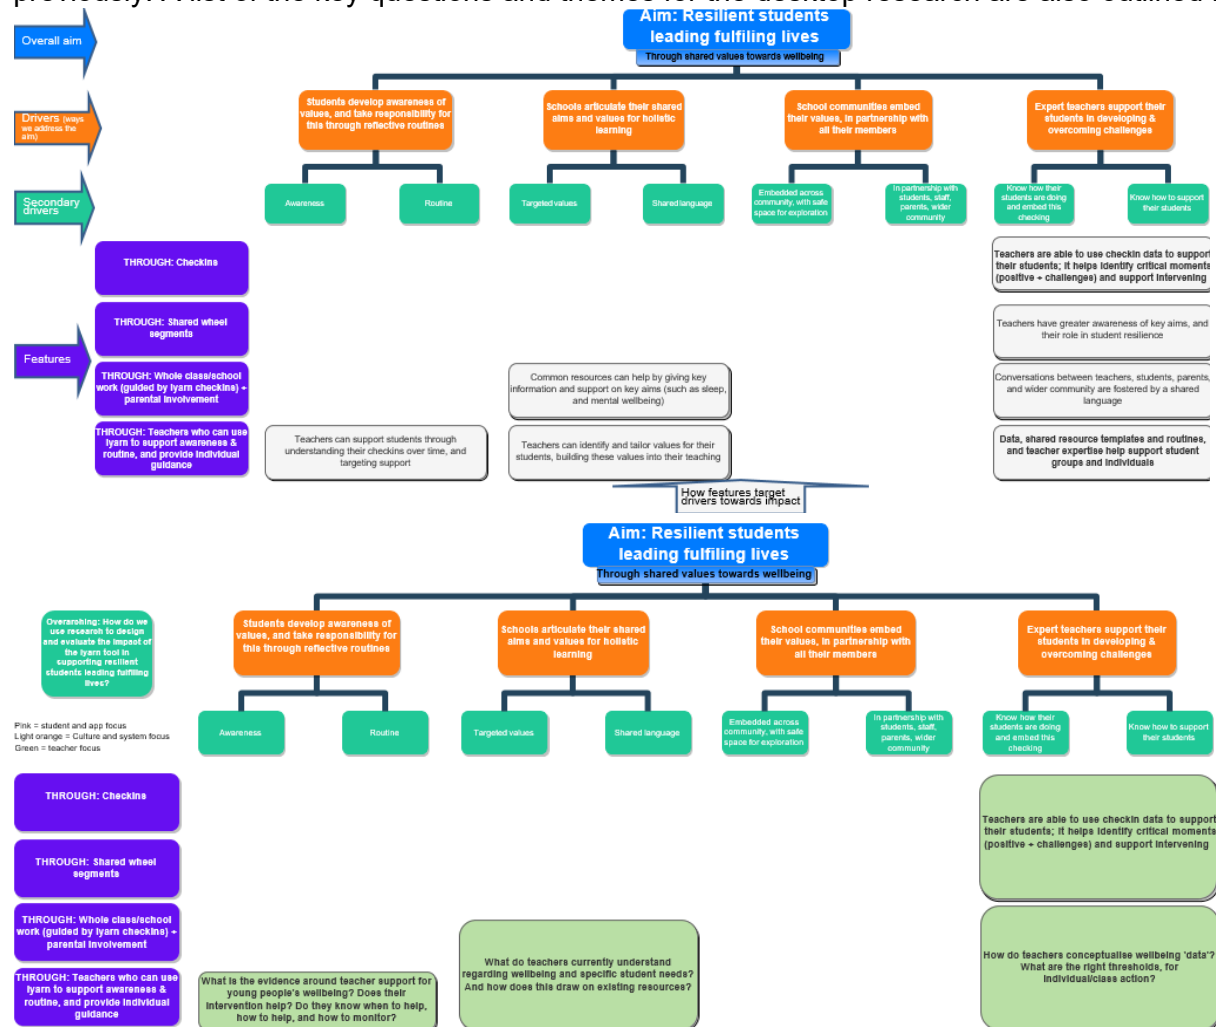 previously. A list of the key questions and themes for the desktop research are also outlined
Overall aim
Aim: Resilient students
leading fulfiling lives
Through shared values towards wellbeing
Drivers (ways
we address the
aim)
Students develop awareness of
values, and take responsibility for
this through reflective routines
Schools articulate their shared
aims and values for holistic
learning
School communities embed
their values, in partnership with
all their members
Expert teachers support their
students in developing &
overcoming challenges
Secondary
drivers
Awareness
Routine
Targeted values
Shared language
Embedded across
community, with safe
space for exploration
In partnership with
students, staff,
parents, wider
community
Know how their
students are doing
and embed this
checking
Know how to support
their students
Features
THROUGH: Checkins
Teachers are able to use checkin data to support
their students; it helps identify critical moments
(positive + challenges) and support intervening
THROUGH: Shared wheel
segments
Teachers have greater awareness of key aims, and
their role in student resilience
THROUGH: Whole class/school
work (guided by lyarn checkins) +
parental involvement
Common resources can help by giving key
information and support on key aims (such as sleep,
and mental wellbeing)
Conversations between teachers, students, parents,
and wider community are fostered by a shared
language
THROUGH: Teachers who can use
lyarn to support awareness &
routine, and provide individual
guidance
Teachers can support students through
understanding their checkins over time, and
targeting support
Teachers can identify and tailor values for their
students, building these values into their teaching
Data, shared resource templates and routines,
and teacher expertise help support student
groups and individuals
How features target
drivers towards impact
Aim: Resilient students
leading fulfiling lives
Through shared values towards wellbeing
Overarching: How do we
use research to design
and evaluate the impact of
the lyarn tool in
supporting resilient
students leading fulfiling
lives?
Students develop awareness of
values, and take responsibility for
this through reflective routines
Schools articulate their shared
aims and values for holistic
learning
School communities embed
their values, in partnership with
all their members
Expert teachers support their
students in developing &
overcoming challenges
Pink = student and app focus
Light orange = Culture and system focus
Green = teacher focus
Awareness
Routine
Targeted values
Shared language
Embedded across
community, with safe
space for exploration
In partnership with
students, staff,
parents, wider
community
Know how their
students are doing
and embed this
checking
Know how to support
their students
THROUGH: Checkins
Teachers are able to use checkin data to support
their students; it helps identify critical moments
(positive + challenges) and support intervening
THROUGH: Shared wheel
segments
THROUGH: Whole class/school
work (guided by lyarn checkins) +
parental involvement
What do teachers currently understand
regarding wellbeing and specific student needs?
And how does this draw on existing resources?
How do teachers conceptualise wellbeing 'data'?
What are the right thresholds, for
individual/class action?
THROUGH: Teachers who can use
lyarn to support awareness &
routine, and provide individual
guidance
What is the evidence around teacher support for
young people's wellbeing? Does their
intervention help? Do they know when to help,
how to help, and how to monitor?